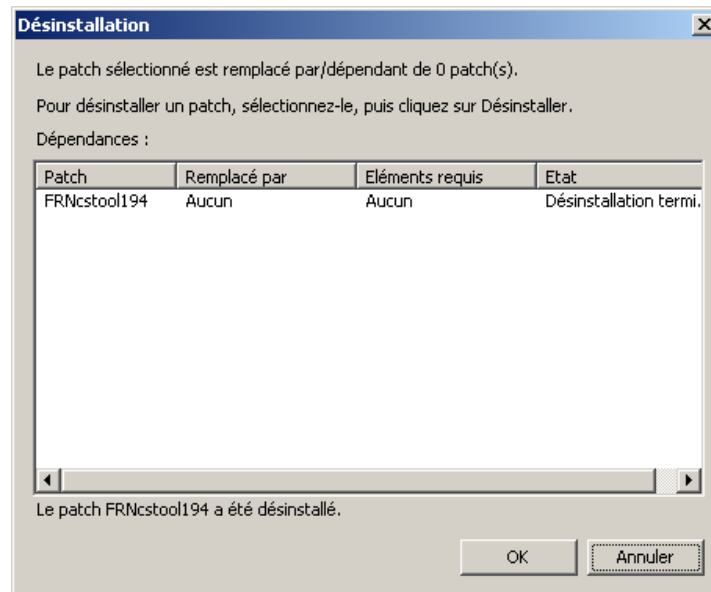 Désinstallation
Le patch sélectionné est remplacé par/dépendant de 0 patch(s).
Pour désinstaller un patch, sélectionnez-le, puis cliquez sur Désinstaller.
Dépendances :
Patch Remplacé par Eléments requis Etat
FRNcstool194 Aucun Aucun Désinstallation termi.
Le patch FRNcstool194 a été désinstallé.
OK Annuler